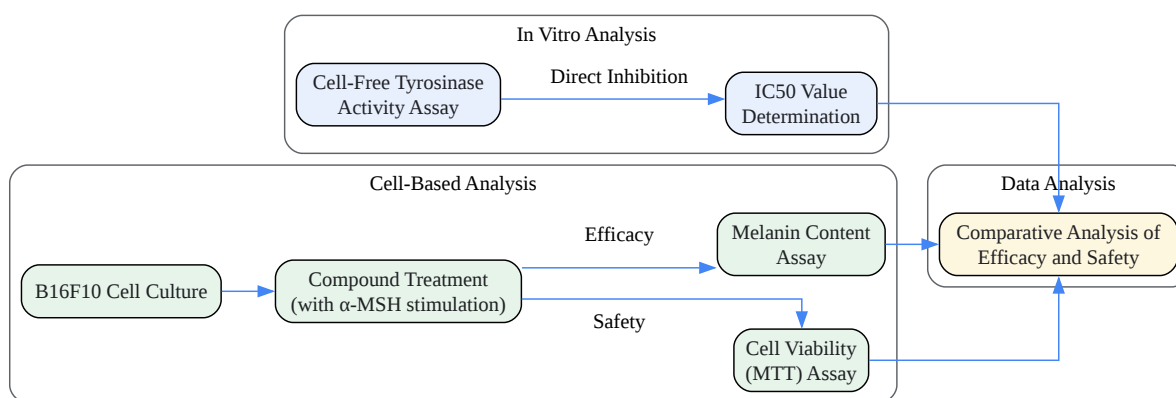 In Vitro Analysis
Cell-Free Tyrosinase
Activity Assay
Direct Inhibition
IC50 Value
Determination
Cell-Based Analysis
B16F10 Cell Culture
Compound Treatment
(with α-MSH stimulation)
Efficacy
Safety
Melanin Content
Assay
Cell Viability
(MTT) Assay
Data Analysis
Comparative Analysis of
Efficacy and Safety